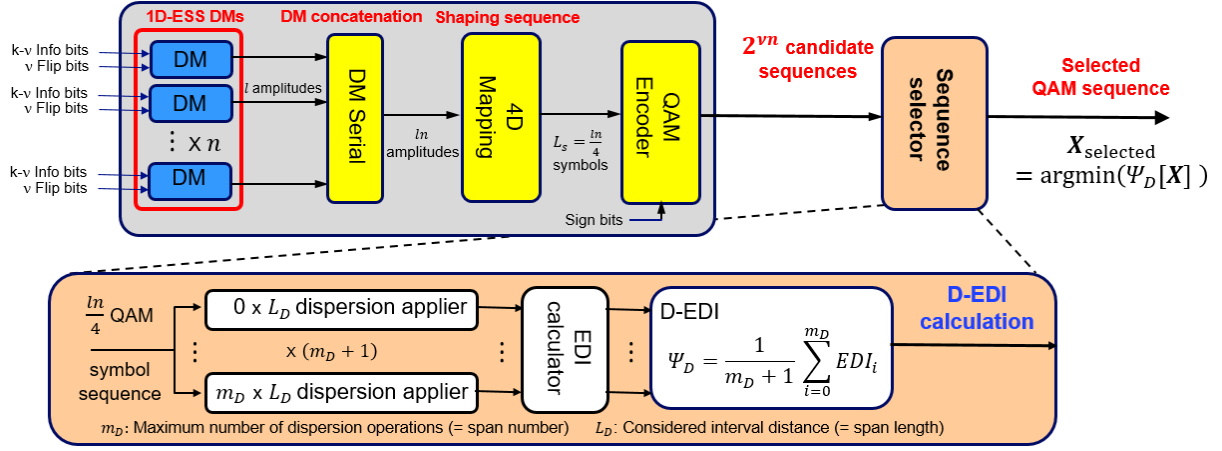 1D-ESS DMs
DM concatenation
Shaping sequence
k-ν Info bits
ν Flip bits
DM
k-ν Info bits
ν Flip bits
DM
⋮ x n
k-ν Info bits
ν Flip bits
DM
l amplitudes
DM Serial
ln
amplitudes
4D
Mapping
L_s = ln/4
symbols
QAM
Encoder
Sign bits
2^{νn} candidate
sequences
Sequence
selector
Selected
QAM sequence
X_selected
= argmin(Ψ_D[X] )
ln/4 QAM
symbol
sequence
⋮
0 x L_D dispersion applier
x (m_D + 1)
m_D x L_D dispersion applier
⋮
EDI
calculator
⋮
D-EDI
Ψ_D = 1/(m_D + 1) ∑_{i=0}^{m_D} EDI_i
D-EDI
calculation
m_D: Maximum number of dispersion operations (= span number) L_D: Considered interval distance (= span length)